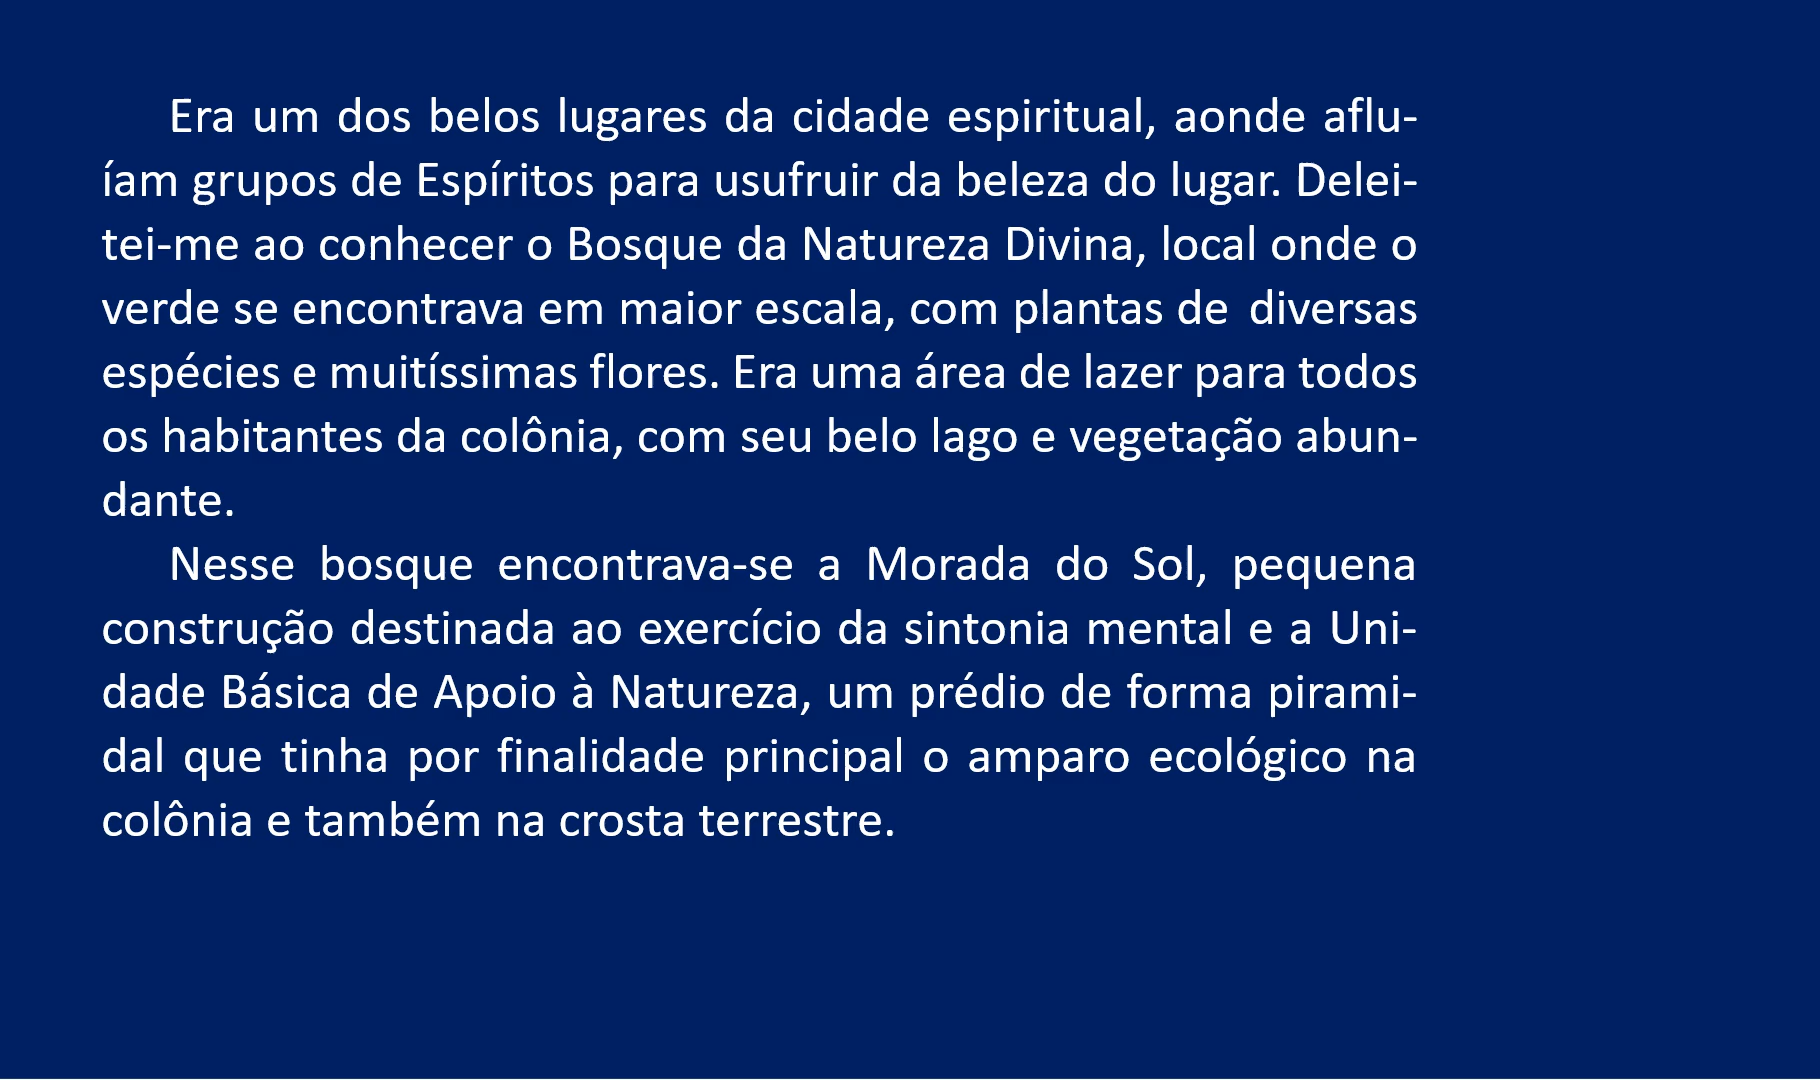 Era um dos belos lugares da cidade espiritual, aonde aflu-
íam grupos de Espíritos para usufruir da beleza do lugar. Delei-
tei-me ao conhecer o Bosque da Natureza Divina, local onde o
verde se encontrava em maior escala, com plantas de diversas
espécies e muitíssimas flores. Era uma área de lazer para todos
os habitantes da colônia, com seu belo lago e vegetação abun-
dante.
Nesse bosque encontrava-se a Morada do Sol, pequena
construção destinada ao exercício da sintonia mental e a Uni-
dade Básica de Apoio à Natureza, um prédio de forma pirami-
dal que tinha por finalidade principal o amparo ecológico na
colônia e também na crosta terrestre.